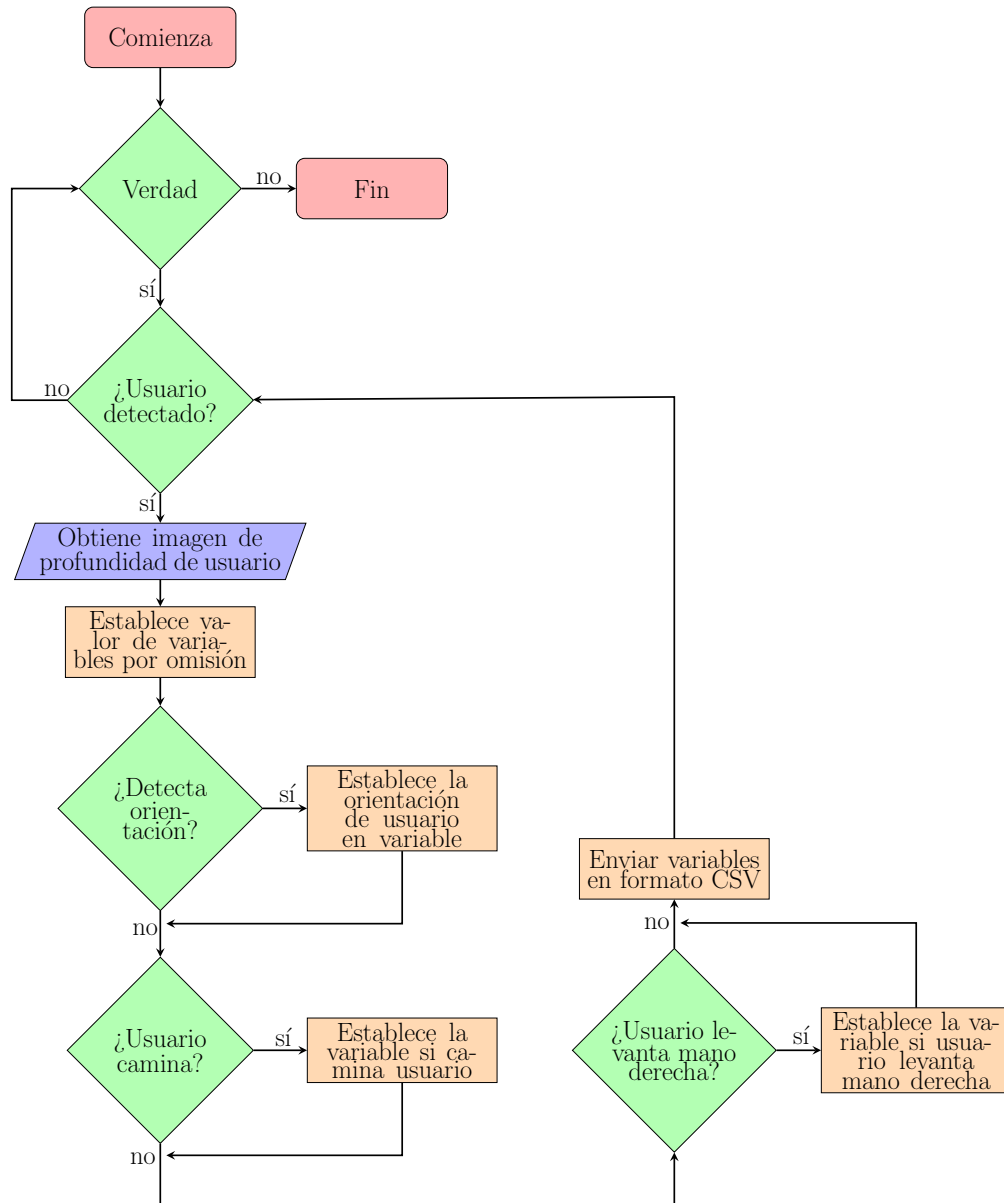 Comienza
Verdad
no
Fin
sí
¿Usuario
detectado?
no
sí
Obtiene imagen de
profundidad de usuario
Establece va-
lor de varia-
bles por omisión
¿Detecta
orien-
tación?
sí
Establece la
orientación
de usuario
en variable
no
¿Usuario
camina?
sí
Establece la
variable si ca-
mina usuario
no
Enviar variables
en formato CSV
no
¿Usuario le-
vanta mano
derecha?
sí
Establece la va-
riable si usua-
rio levanta
mano derecha